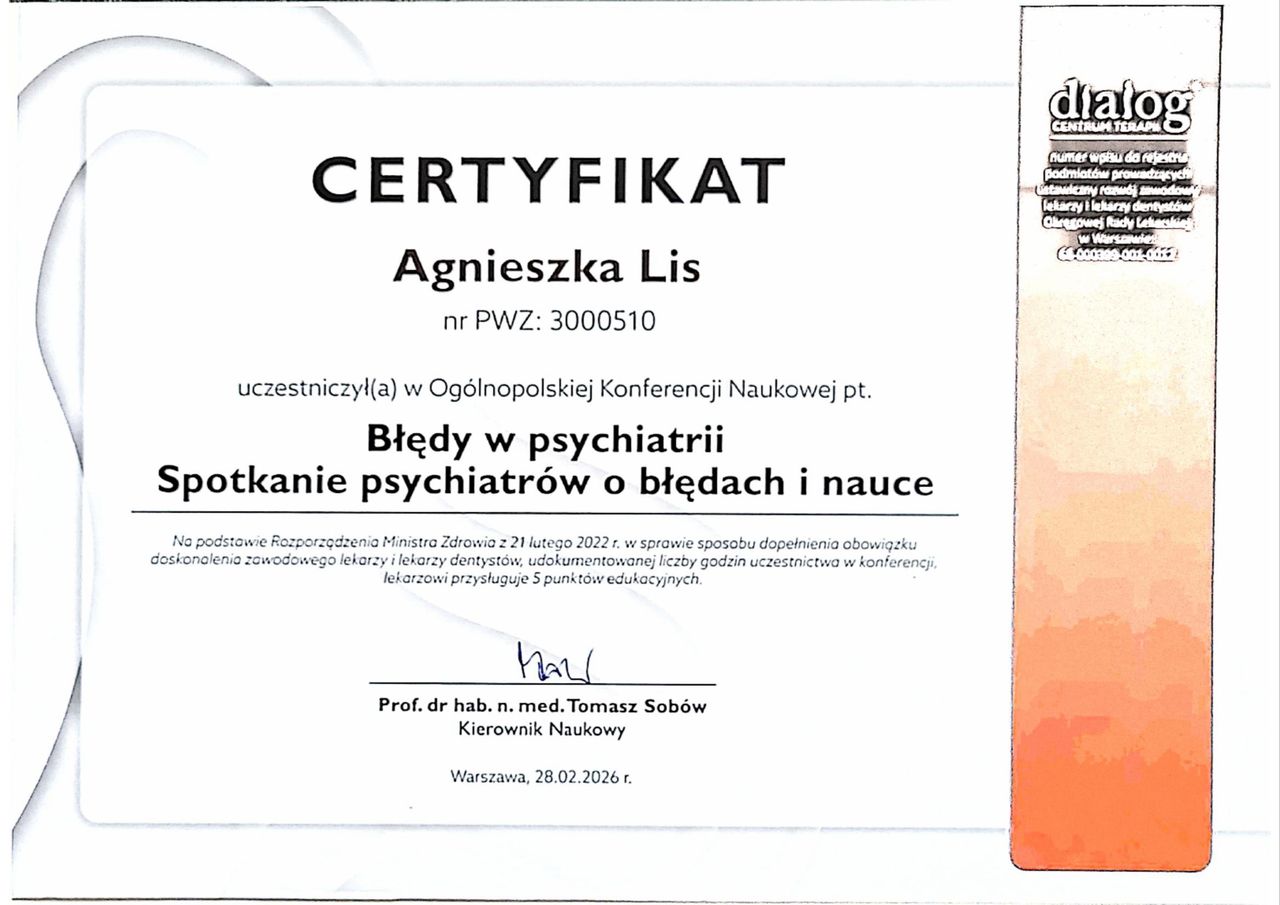 CERTYFIKAT
Agnieszka Lis
nr PWZ: 3000510
uczestniczył(a) w Ogólnopolskiej Konferencji Naukowej pt.
Błędy w psychiatrii
Spotkanie psychiatrów o błędach i nauce
Na podstawie Rozporządzenia Ministra Zdrowia z 21 lutego 2022 r. w sprawie sposobu dopełnienia obowiązku
doskonalenia zawodowego lekarzy i lekarzy dentystów, udokumentowanej liczby godzin uczestnictwa w konferencji,
lekarzowi przysługuje 5 punktów edukacyjnych.
Prof. dr hab. n. med. Tomasz Sobów
Kierownik Naukowy
Warszawa, 28.02.2026 r.
dialog
CENTRUM TERAPII
numer wpisu do rejestru
podmiotów prowadzących
ustawiczny rozwój zawodowy
lekarzy i lekarzy dentystów
Okręgowej Rady Lekarskiej
w Warszawie: